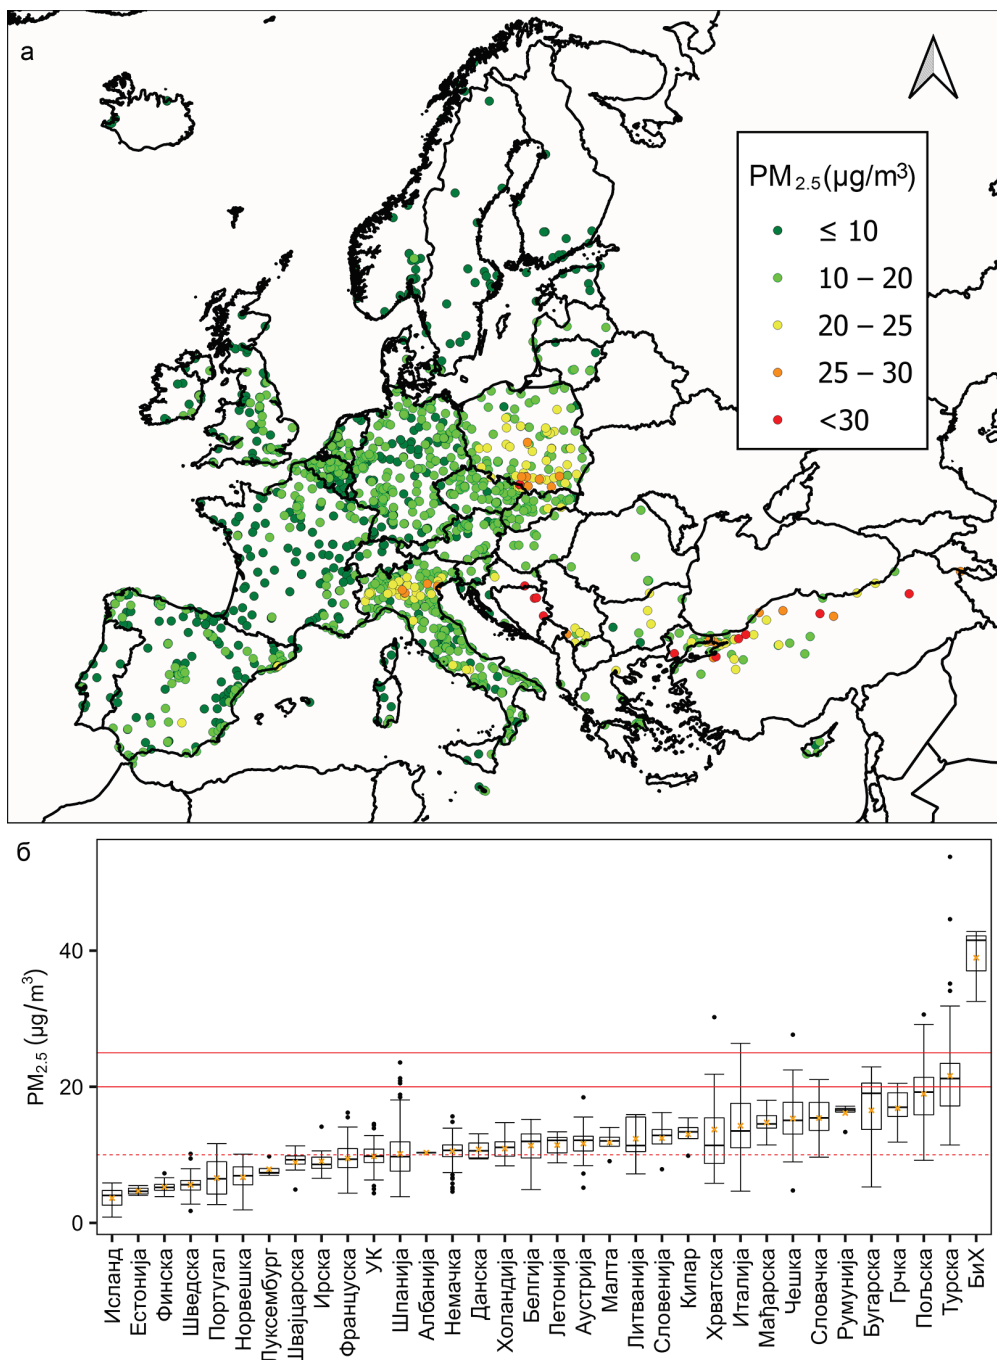 а
PM2.5 (µg/m³)
≤ 10
10 – 20
20 – 25
25 – 30
<30
б
PM2.5 (µg/m³)
40
20
0
Исланд
Естонија
Финска
Шведска
Португал
Норвешка
Луксембург
Швајцарска
Ирска
Француска
УК
Шпанија
Албанија
Немачка
Данска
Холандија
Белгија
Летонија
Аустрија
Малта
Литванија
Словенија
Кипар
Хрватска
Италија
Мађарска
Чешка
Словачка
Румунија
Бугарска
Грчка
Пољска
Турска
БиХ